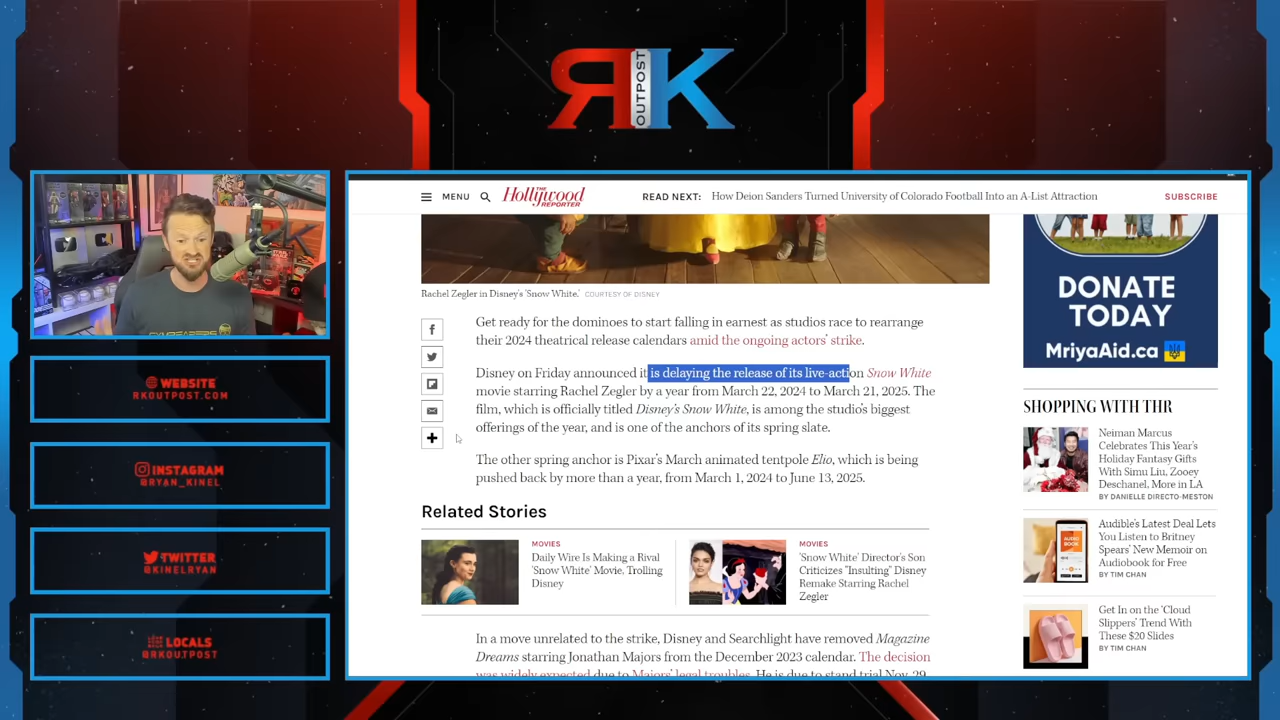 RK
OUTPOST
WEBSITE
RKOUTPOST.COM
INSTAGRAM
@RYAN_KINEL
TWITTER
@KINELRYAN
LOCALS
@RKOUTPOST
MENU
THE
Hollywood
REPORTER
READ NEXT: How Deion Sanders Turned University of Colorado Football Into an A-List Attraction
SUBSCRIBE
Rachel Zegler in Disney's 'Snow White.' COURTESY OF DISNEY
Get ready for the dominoes to start falling in earnest as studios race to rearrange
their 2024 theatrical release calendars amid the ongoing actors' strike.
Disney on Friday announced it is delaying the release of its live-action Snow White
movie starring Rachel Zegler by a year from March 22, 2024 to March 21, 2025. The
film, which is officially titled Disney's Snow White, is among the studio's biggest
offerings of the year, and is one of the anchors of its spring slate.
The other spring anchor is Pixar's March animated tentpole Elio, which is being
pushed back by more than a year, from March 1, 2024 to June 13, 2025.
Related Stories
MOVIES
Daily Wire Is Making a Rival
'Snow White' Movie, Trolling
Disney
MOVIES
'Snow White' Director's Son
Criticizes "Insulting" Disney
Remake Starring Rachel
Zegler
In a move unrelated to the strike, Disney and Searchlight have removed Magazine
Dreams starring Jonathan Majors from the December 2023 calendar. The decision
was widely expected due to Majors' legal troubles. He is due to stand trial Nov. 29
DONATE
TODAY
MriyaAid.ca
SHOPPING WITH THR
Neiman Marcus
Celebrates This Year's
Holiday Fantasy Gifts
With Simu Liu, Zooey
Deschanel, More in LA
BY DANIELLE DIRECTO-MESTON
Audible's Latest Deal Lets
You Listen to Britney
Spears' New Memoir on
Audiobook for Free
BY TIM CHAN
Get In on the 'Cloud
Slippers' Trend With
These $20 Slides
BY TIM CHAN